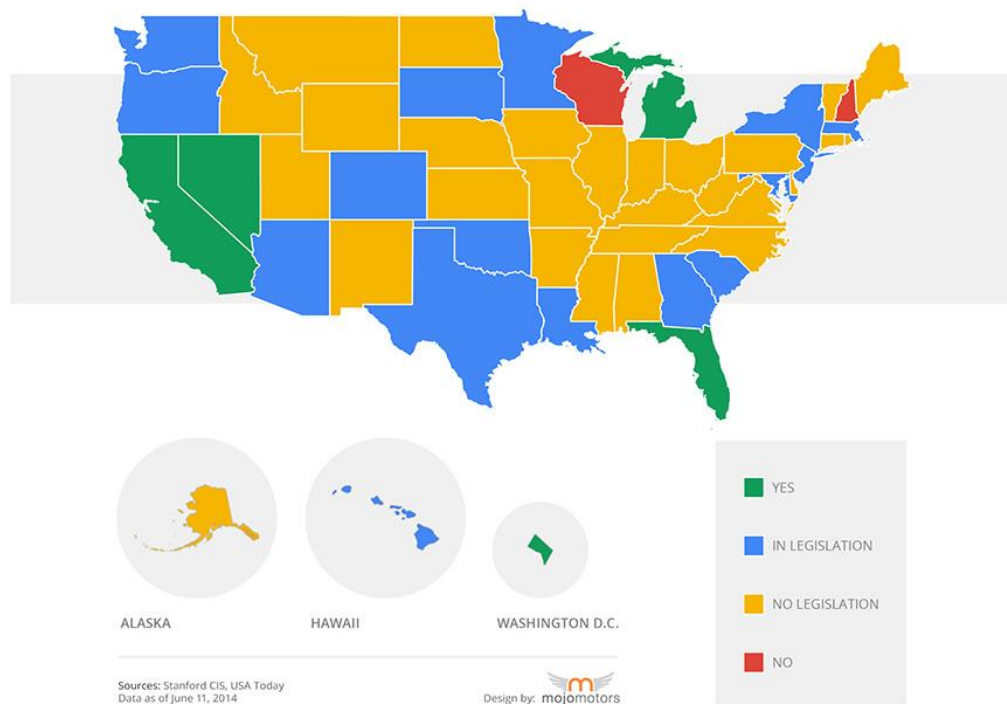 YES
IN LEGISLATION
NO LEGISLATION
NO
ALASKA
HAWAII
WASHINGTON D.C.
Sources: Stanford CIS, USA Today
Data as of June 11, 2014
Design by: mojomotors